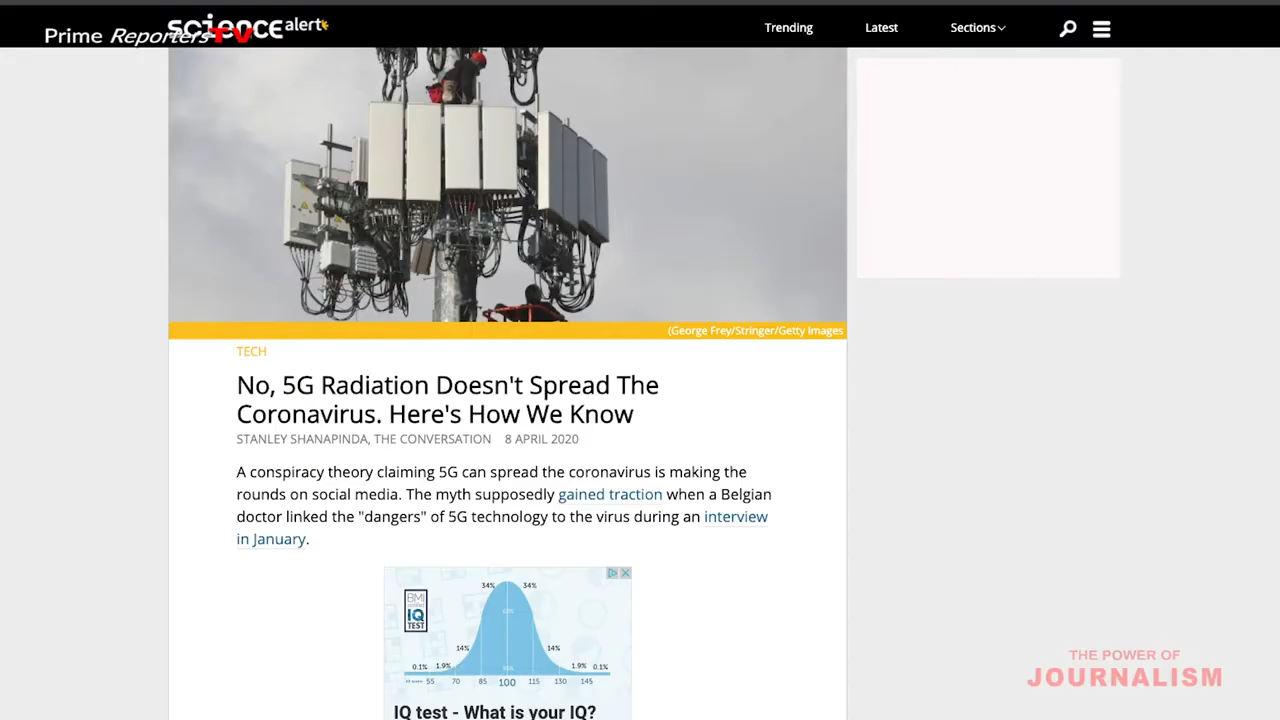 Prime ReportersTV
sciencealert
Trending
Latest
Sections
(George Frey/Stringer/Getty Images
TECH
No, 5G Radiation Doesn't Spread The
Coronavirus. Here's How We Know
STANLEY SHANAPINDA, THE CONVERSATION 8 APRIL 2020
A conspiracy theory claiming 5G can spread the coronavirus is making the
rounds on social media. The myth supposedly gained traction when a Belgian
doctor linked the "dangers" of 5G technology to the virus during an interview
in January.
34% 34%
BMI
IQ
TEST
14% 14%
0.1% 1.9% 1.9% 0.1%
55 70 85 100 115 130 145
IQ test - What is your IQ?
THE POWER OF
JOURNALISM